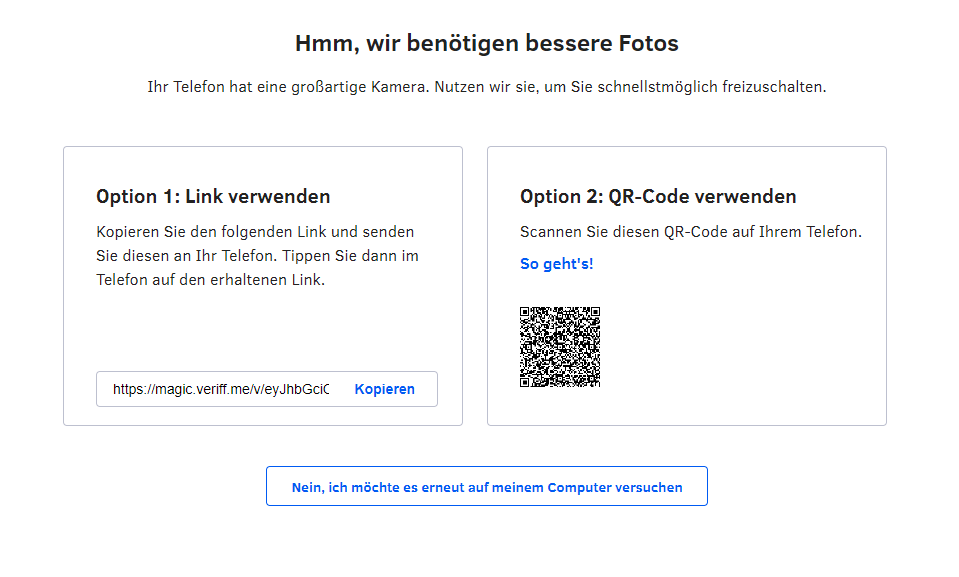 Hmm, wir benötigen bessere Fotos
Ihr Telefon hat eine großartige Kamera. Nutzen wir sie, um Sie schnellstmöglich freizuschalten.
Option 1: Link verwenden
Kopieren Sie den folgenden Link und senden
Sie diesen an Ihr Telefon. Tippen Sie dann im
Telefon auf den erhaltenen Link.
https://magic.veriff.me/v/eyJhbGciO
Kopieren
Option 2: QR-Code verwenden
Scannen Sie diesen QR-Code auf Ihrem Telefon.
So geht's!
Nein, ich möchte es erneut auf meinem Computer versuchen